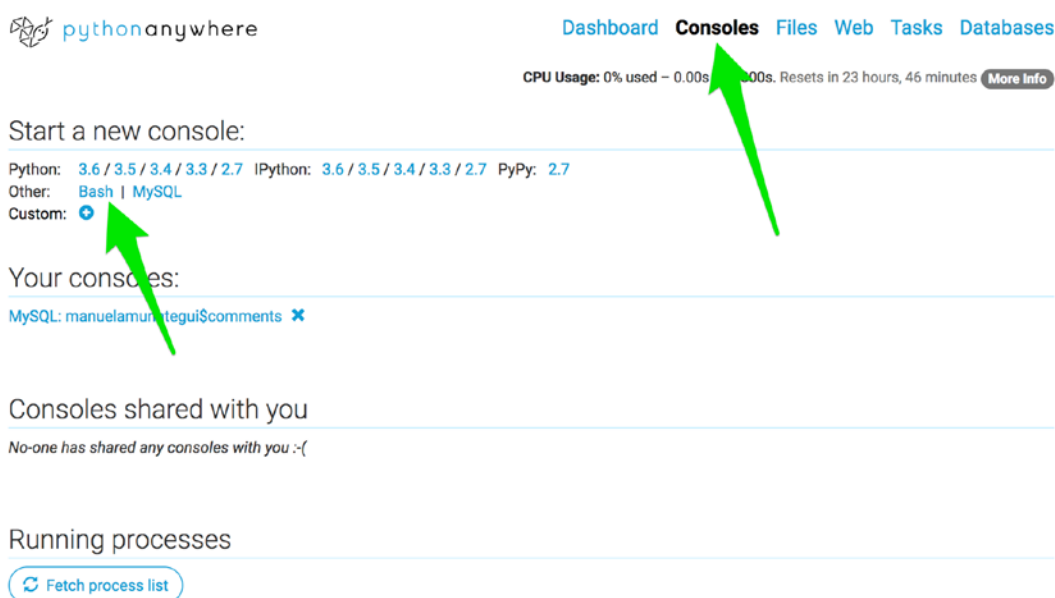 pythonanywhere
Dashboard Consoles Files Web Tasks Databases
CPU Usage: 0% used – 0.00s 000s. Resets in 23 hours, 46 minutes More Info
Start a new console:
Python: 3.6 / 3.5 / 3.4 / 3.3 / 2.7 IPython: 3.6 / 3.5 / 3.4 / 3.3 / 2.7 PyPy: 2.7
Other: Bash | MySQL
Custom:
Your consoles:
MySQL: $comments
Consoles shared with you
No-one has shared any consoles with you :-(
Running processes
Fetch process list